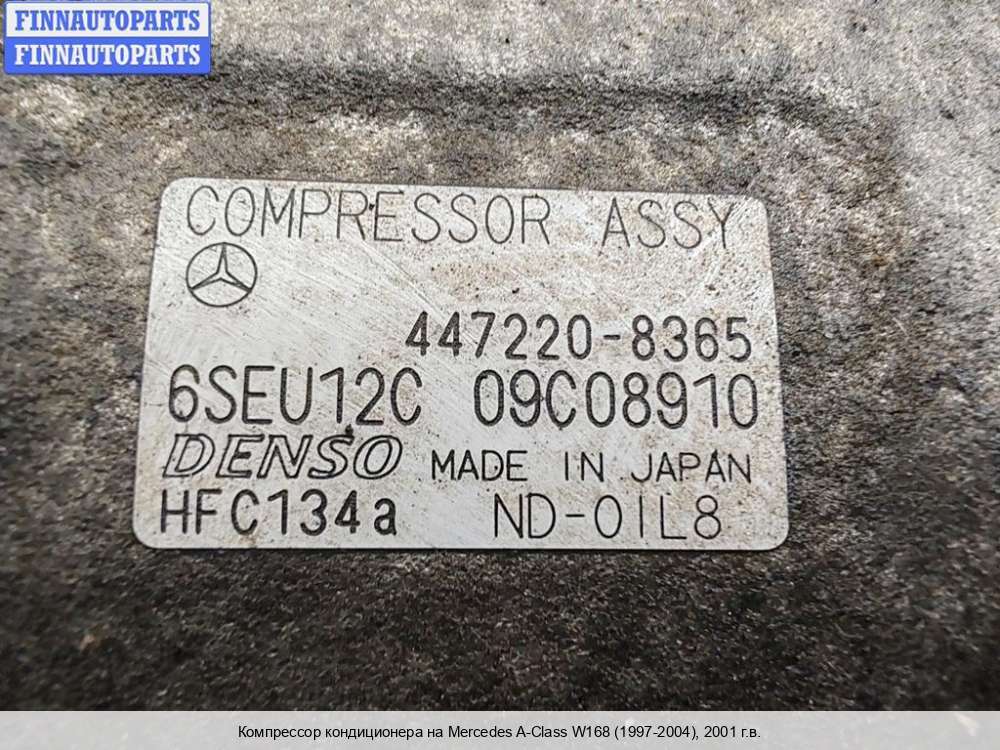 FINNAUTOPARTS
FINNAUTOPARTS
COMPRESSOR ASSY
447220-8365
6SEU12C 09C08910
DENSO MADE IN JAPAN
HFC134a ND-OIL8
Компрессор кондиционера на Mercedes A-Class W168 (1997-2004), 2001 г.в.